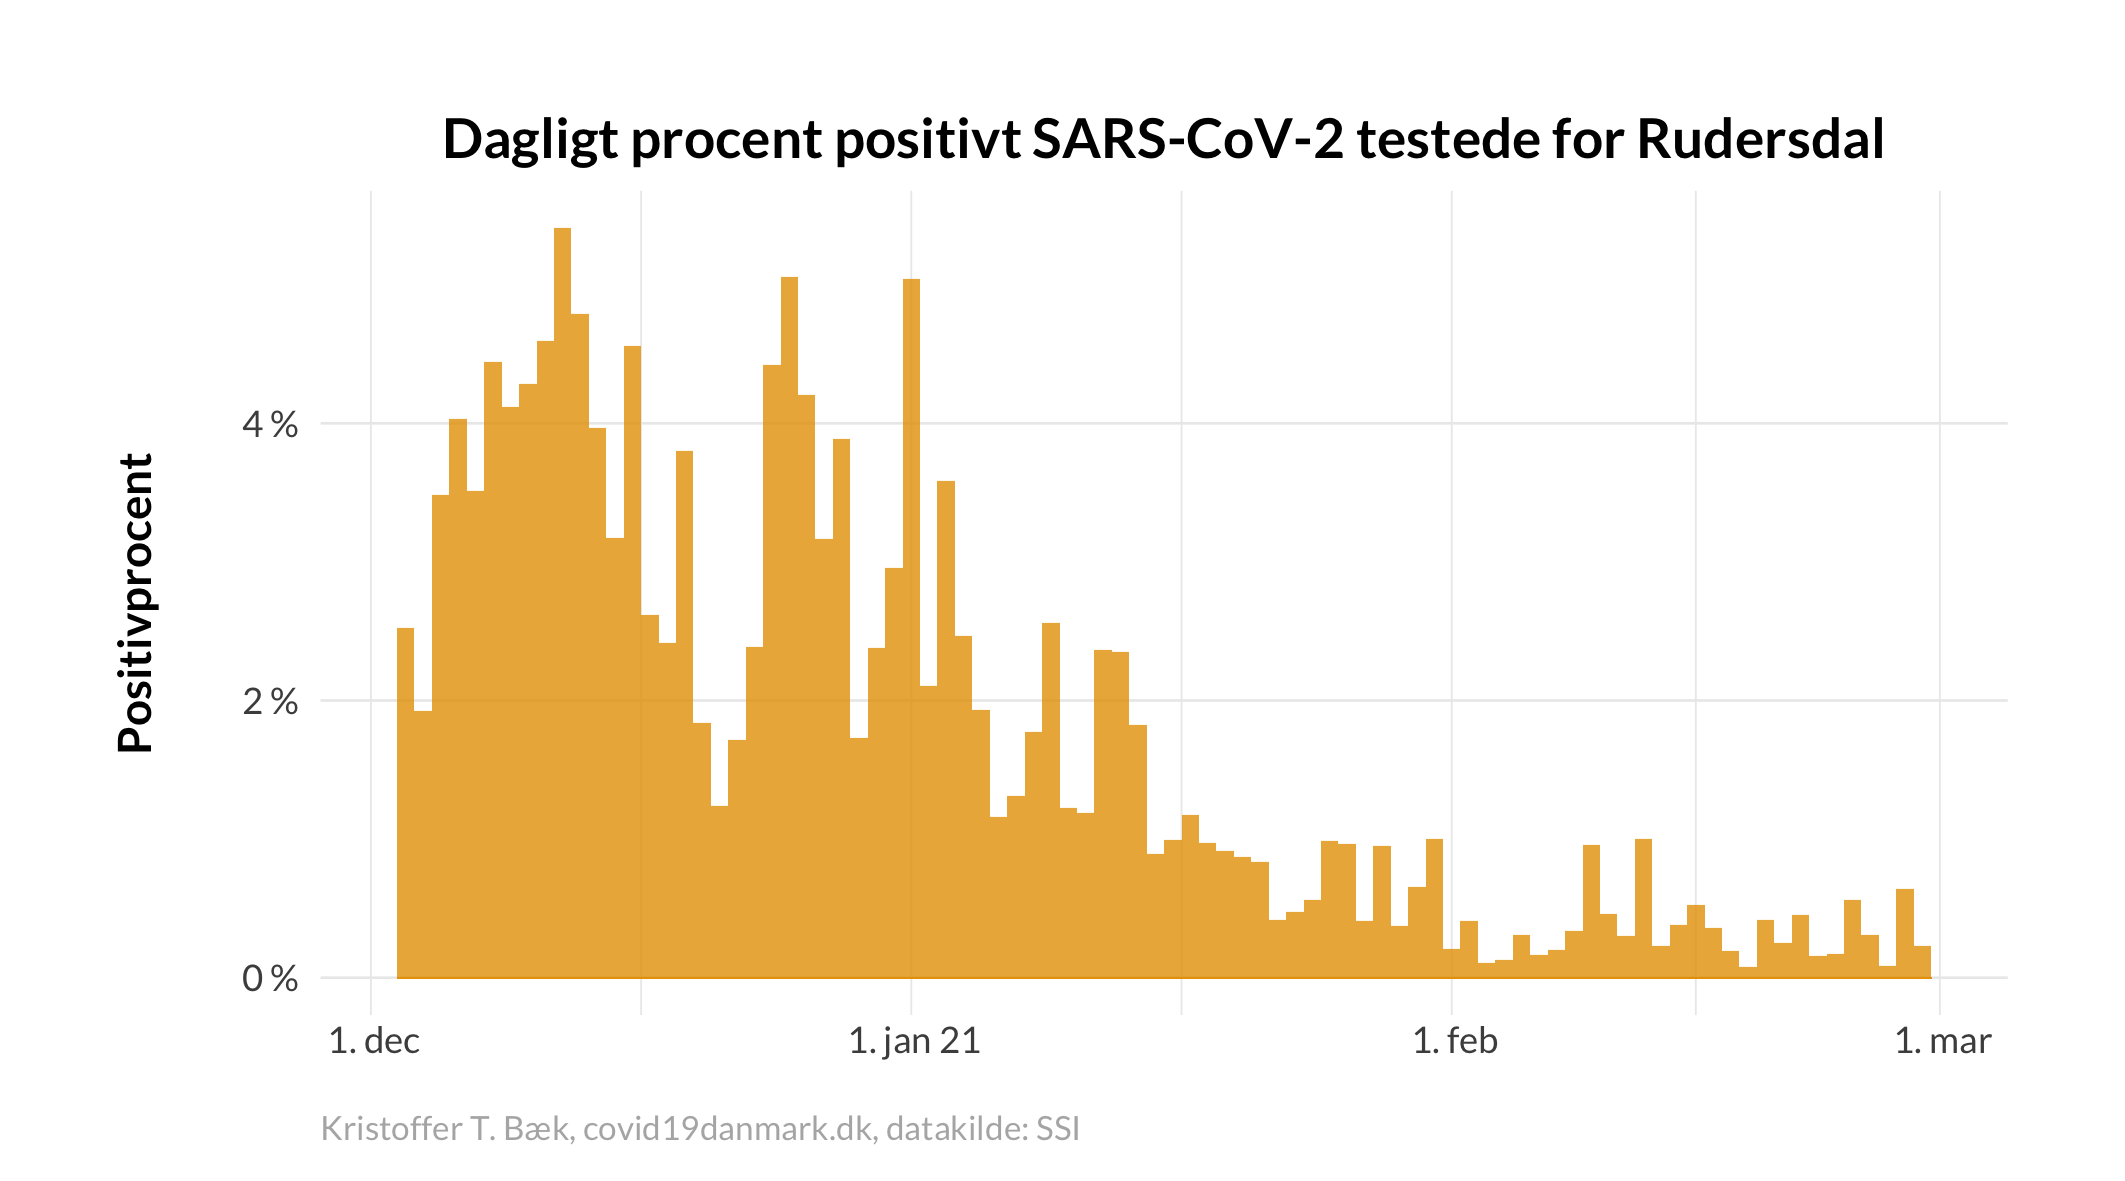 Dagligt procent positivt SARS-CoV-2 testede for Rudersdal
Positivprocent
4 %
2 %
0 %
1. dec
1. jan 21
1. feb
1. mar
Kristoffer T. Bæk, covid19danmark.dk, datakilde: SSI